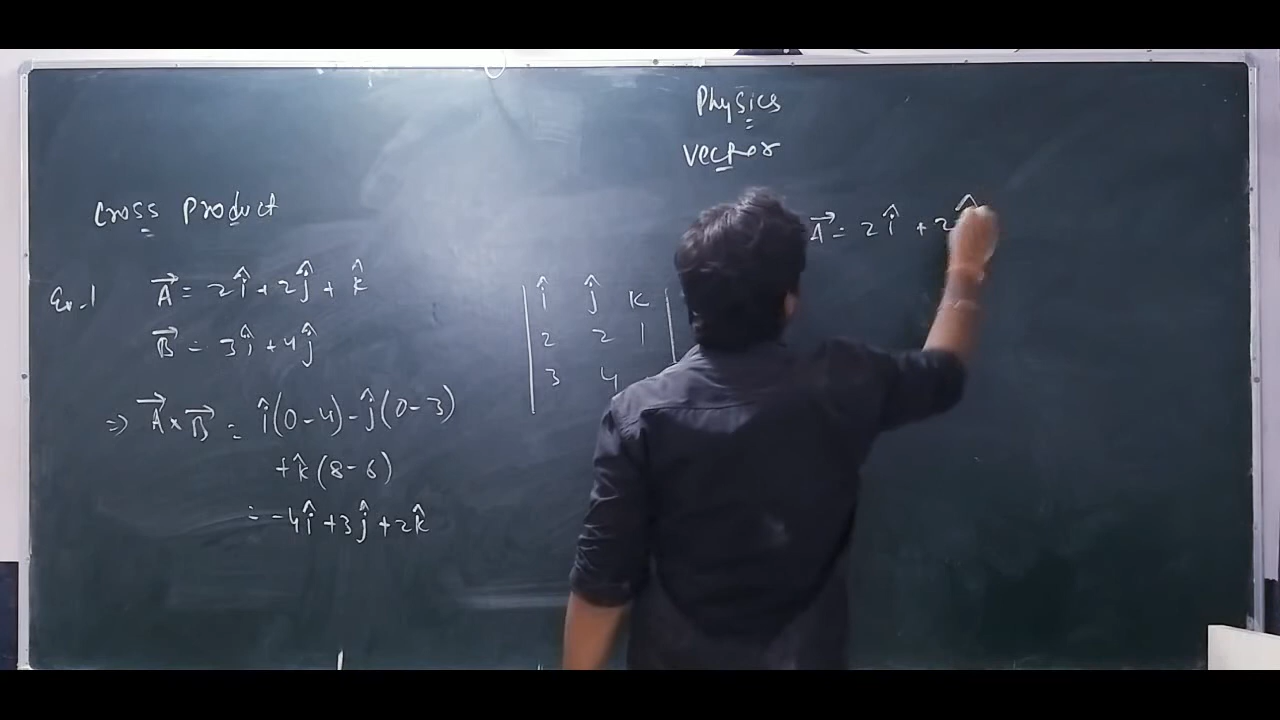 Physics
Vector
Cross Product
Ex.1 A⃗ = 2î + 2ĵ + k̂
B⃗ = 3î + 4ĵ
⇒ A⃗ × B⃗ = î(0-4) - ĵ(0-3)
+ k̂(8-6)
= -4î + 3ĵ + 2k̂
î ĵ k
2 2 1
3 4
A⃗ = 2î + 2